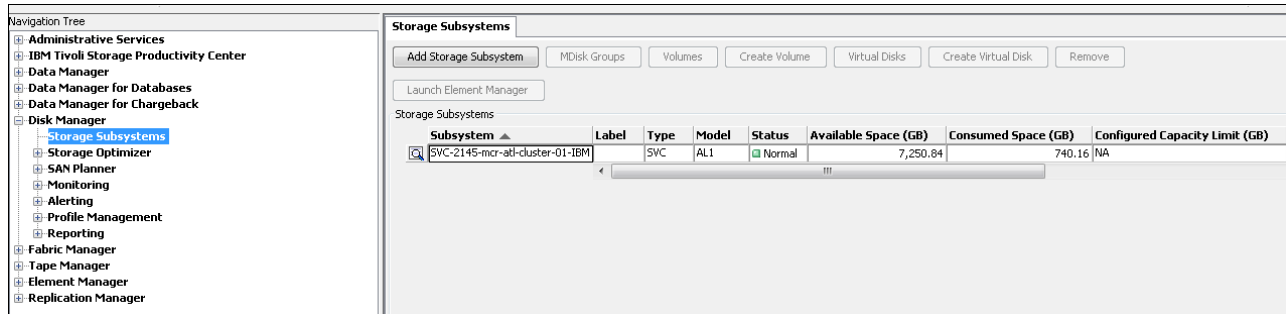 Navigation Tree
Administrative Services
IBM Tivoli Storage Productivity Center
Data Manager
Data Manager for Databases
Data Manager for Chargeback
Disk Manager
Storage Subsystems
Storage Optimizer
SAN Planner
Monitoring
Alerting
Profile Management
Reporting
Fabric Manager
Tape Manager
Element Manager
Replication Manager
Storage Subsystems
Add Storage Subsystem MDisk Groups Volumes Create Volume Virtual Disks Create Virtual Disk Remove
Launch Element Manager
Storage Subsystems
Subsystem Label Type Model Status Available Space (GB) Consumed Space (GB) Configured Capacity Limit (GB)
SVC-2145-mcr-atl-cluster-01-IBM SVC AL1 Normal 7,250.84 740.16 NA